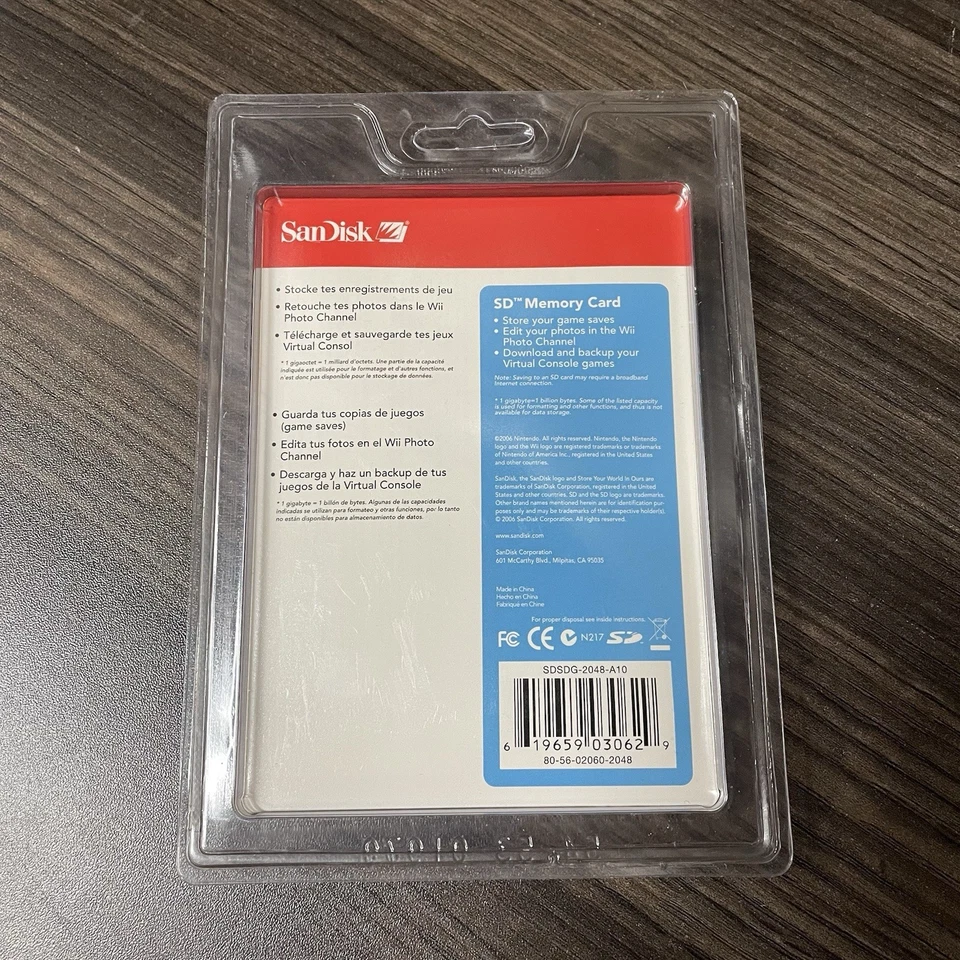 SanDisk
• Stocke tes enregistrements de jeu
• Retouche tes photos dans le Wii
Photo Channel
• Télécharge et sauvegarde tes jeux
Virtual Consol
* 1 gigaoctet = 1 milliard d'octets. Une partie de la capacité
indiquée est utilisée pour le formatage et d'autres fonctions, et
n'est donc pas disponible pour le stockage de données.
• Guarda tus copias de juegos
(game saves)
• Edita tus fotos en el Wii Photo
Channel
• Descarga y haz un backup de tus
juegos de la Virtual Console
* 1 gigabyte = 1 billón de bytes. Algunas de las capacidades
indicadas se utilizan para formateo y otras funciones, por lo tanto
no están disponibles para almacenamiento de datos.
SD™ Memory Card
• Store your game saves
• Edit your photos in the Wii
Photo Channel
• Download and backup your
Virtual Console games
Note: Saving to an SD card may require a broadband
Internet connection.
* 1 gigabyte=1 billion bytes. Some of the listed capacity
is used for formatting and other functions, and thus is not
available for data storage.
©2006 Nintendo. All rights reserved. Nintendo, the Nintendo
logo and the Wii logo are registered trademarks or trademarks
of Nintendo of America Inc., registered in the United States
and other countries.
SanDisk, the SanDisk logo and Store Your World in Ours are
trademarks of SanDisk Corporation, registered in the United
States and other countries. SD and the SD logo are trademarks.
Other brand names mentioned herein are for identification pur-
poses only and may be trademarks of their respective holder(s).
© 2006 SanDisk Corporation. All rights reserved.
www.sandisk.com
SanDisk Corporation
601 McCarthy Blvd., Milpitas, CA 95035
Made in China
Hecho en China
Fabriqué en Chine
For proper disposal see inside instructions.
FC CE N217 SD
SDSDG-2048-A10
6 19659 03062 9
80-56-02060-2048